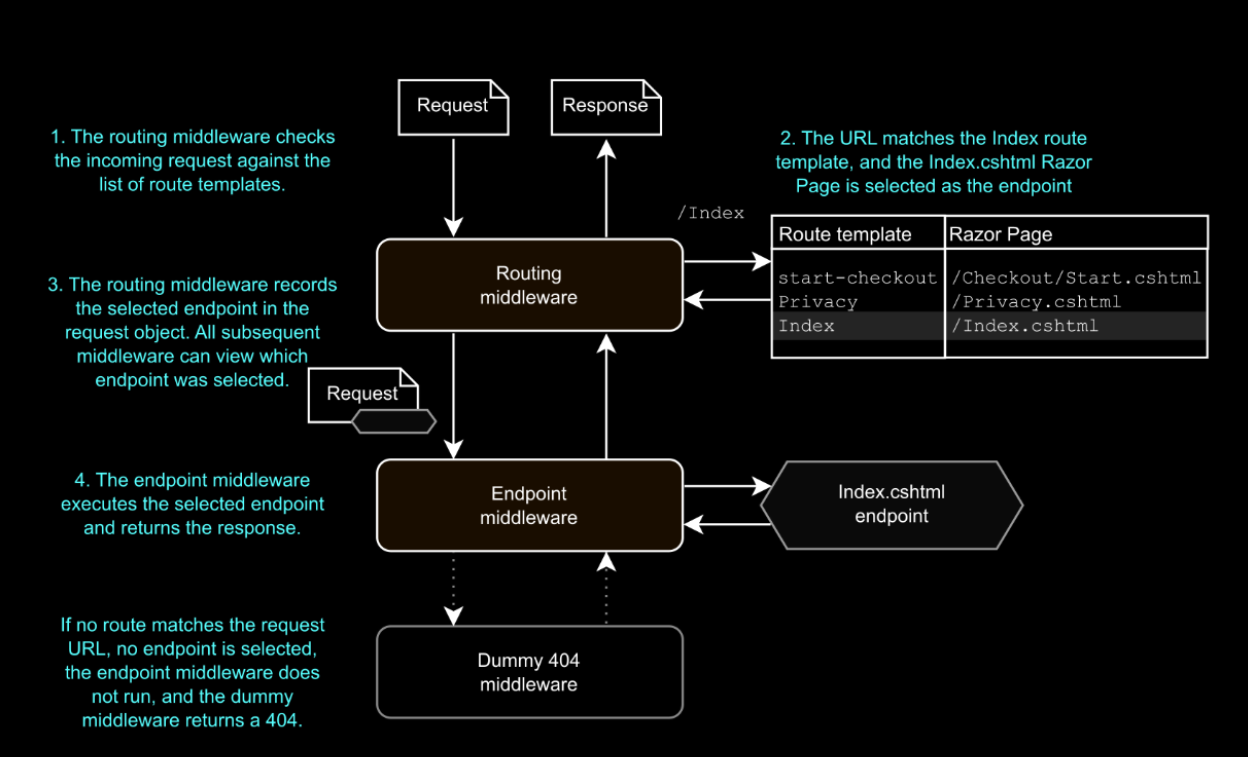 Request
Response
1. The routing middleware checks
the incoming request against the
list of route templates.
2. The URL matches the Index route
template, and the Index.cshtml Razor
Page is selected as the endpoint
/Index
Route template
Razor Page
start-checkout
/Checkout/Start.cshtml
Privacy
/Privacy.cshtml
Index
/Index.cshtml
Routing
middleware
3. The routing middleware records
the selected endpoint in the
request object. All subsequent
middleware can view which
endpoint was selected.
Request
4. The endpoint middleware
executes the selected endpoint
and returns the response.
Endpoint
middleware
Index.cshtml
endpoint
If no route matches the request
URL, no endpoint is selected,
the endpoint middleware does
not run, and the dummy
middleware returns a 404.
Dummy 404
middleware